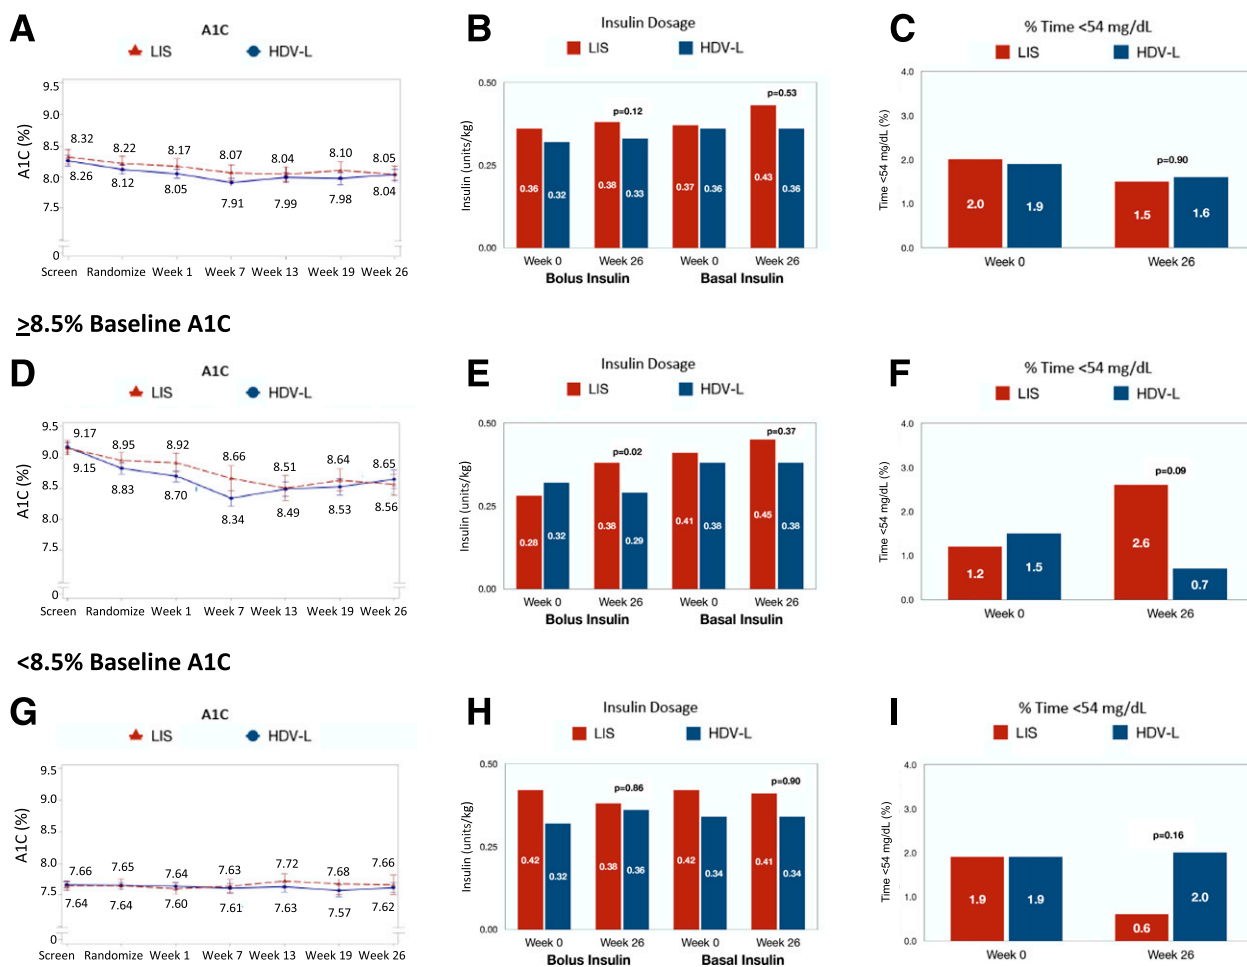 A
A1C
LIS HDV-L
A1C (%)
9.5
9.0
8.5
8.0
7.5
0
8.32 8.22 8.17 8.07 8.04 8.10 8.05
8.26 8.12 8.05 7.91 7.99 7.98 8.04
Screen Randomize Week 1 Week 7 Week 13 Week 19 Week 26
B
Insulin Dosage
LIS HDV-L
Insulin (units/kg)
0.50
0.25
0.00
p=0.12 p=0.53
0.36 0.32 0.38 0.33 0.37 0.36 0.43 0.36
Week 0 Week 26 Week 0 Week 26
Bolus Insulin Basal Insulin
C
% Time <54 mg/dL
LIS HDV-L
Time <54 mg/dL (%)
4.0
3.0
2.0
1.0
0.0
p=0.90
2.0 1.9 1.5 1.6
Week 0 Week 26
≥8.5% Baseline A1C
D
A1C
LIS HDV-L
A1C (%)
9.5
9.0
8.5
8.0
7.5
0
9.17 8.95 8.92 8.66 8.51 8.64 8.65
9.15 8.83 8.70 8.34 8.49 8.53 8.56
Screen Randomize Week 1 Week 7 Week 13 Week 19 Week 26
E
Insulin Dosage
LIS HDV-L
Insulin (units/kg)
0.50
0.25
0.00
p=0.02 p=0.37
0.28 0.32 0.38 0.29 0.41 0.38 0.45 0.38
Week 0 Week 26 Week 0 Week 26
Bolus Insulin Basal Insulin
F
% Time <54 mg/dL
LIS HDV-L
Time <54 mg/dL (%)
4.0
3.0
2.0
1.0
0.0
p=0.09
1.2 1.5 2.6 0.7
Week 0 Week 26
<8.5% Baseline A1C
G
A1C
LIS HDV-L
A1C (%)
9.5
9.0
8.5
8.0
7.5
0
7.66 7.65 7.64 7.63 7.72 7.68 7.66
7.64 7.64 7.60 7.61 7.63 7.57 7.62
Screen Randomize Week 1 Week 7 Week 13 Week 19 Week 26
H
Insulin Dosage
LIS HDV-L
Insulin (units/kg)
0.50
0.25
0.00
p=0.86 p=0.90
0.42 0.32 0.38 0.36 0.42 0.34 0.41 0.34
Week 0 Week 26 Week 0 Week 26
Bolus Insulin Basal Insulin
I
% Time <54 mg/dL
LIS HDV-L
Time <54 mg/dL (%)
4.0
3.0
2.0
1.0
0.0
p=0.16
1.9 1.9 0.6 2.0
Week 0 Week 26